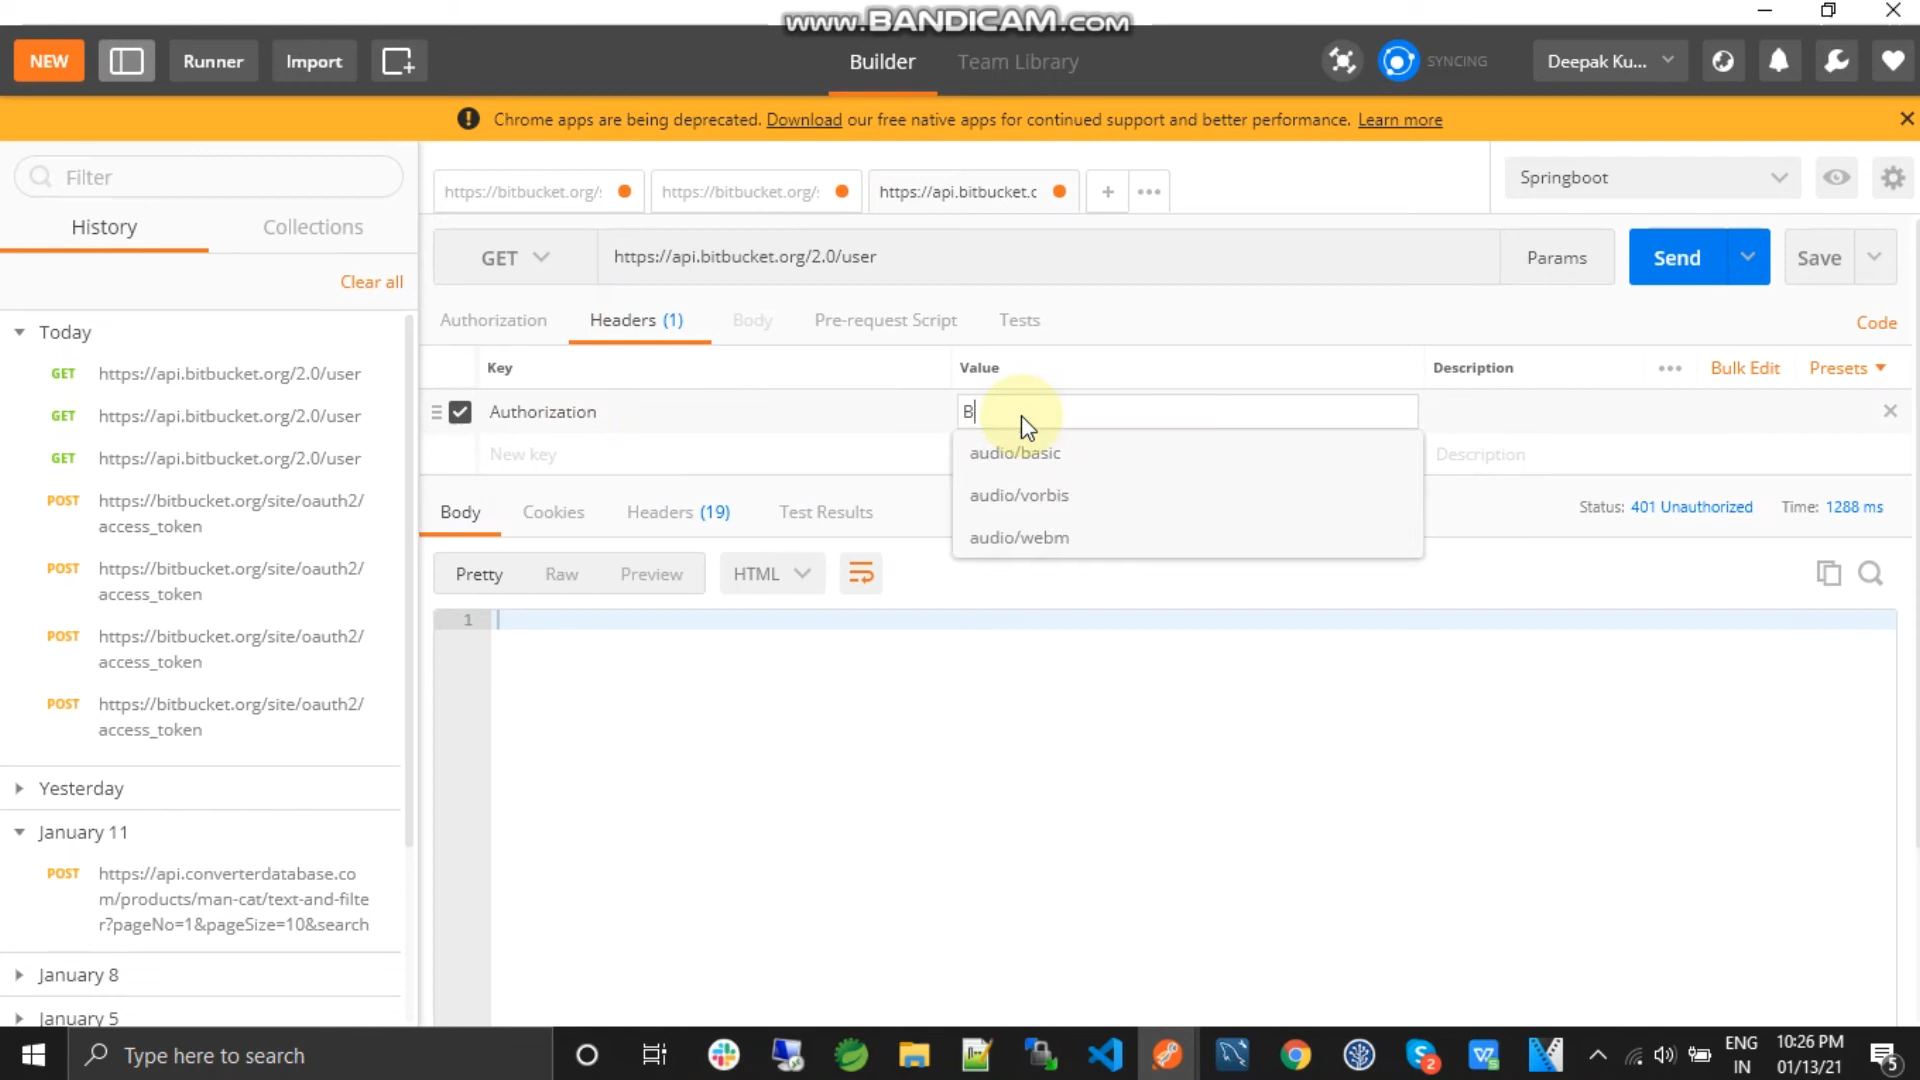 www.BANDICAM.com
NEW
Runner
Import
Builder
Team Library
SYNCING
Deepak Ku...
Chrome apps are being deprecated. Download our free native apps for continued support and better performance. Learn more
Filter
History
Collections
Clear all
Today
GET https://api.bitbucket.org/2.0/user
GET https://api.bitbucket.org/2.0/user
GET https://api.bitbucket.org/2.0/user
POST https://bitbucket.org/site/oauth2/
access_token
POST https://bitbucket.org/site/oauth2/
access_token
POST https://bitbucket.org/site/oauth2/
access_token
POST https://bitbucket.org/site/oauth2/
access_token
Yesterday
January 11
POST https://api.converterdatabase.co
m/products/man-cat/text-and-filte
r?pageNo=1&pageSize=10&search
January 8
January 5
https://bitbucket.org/s
https://bitbucket.org/s
https://api.bitbucket.c
Springboot
GET
https://api.bitbucket.org/2.0/user
Params
Send
Save
Authorization
Headers (1)
Body
Pre-request Script
Tests
Code
Key
Value
Description
Bulk Edit
Presets
Authorization
B
New key
Description
audio/basic
audio/vorbis
audio/webm
Body
Cookies
Headers (19)
Test Results
Status: 401 Unauthorized
Time: 1288 ms
Pretty
Raw
Preview
HTML
1
Type here to search
2
ENG
IN
10:26 PM
01/13/21
5